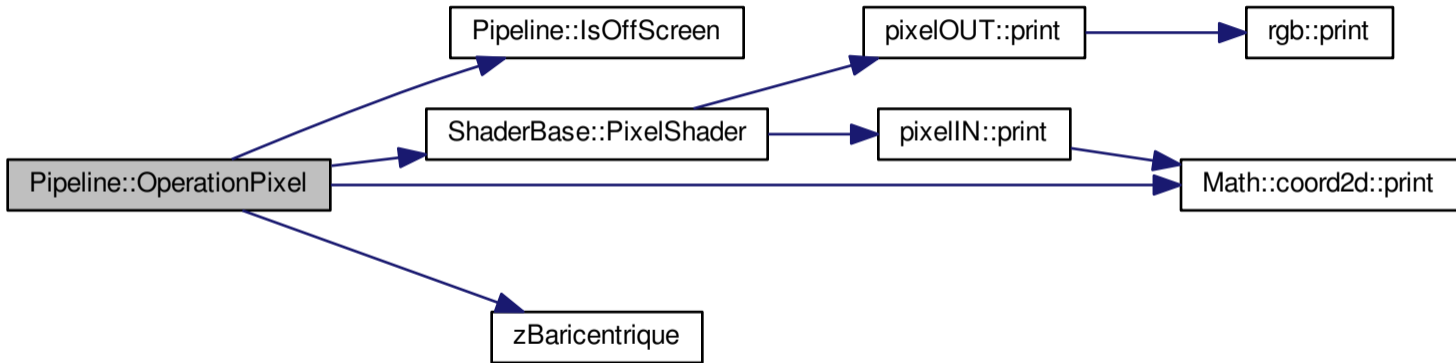 Pipeline::IsOffScreen
pixelOUT::print
rgb::print
ShaderBase::PixelShader
pixelIN::print
Pipeline::OperationPixel
Math::coord2d::print
zBaricentrique